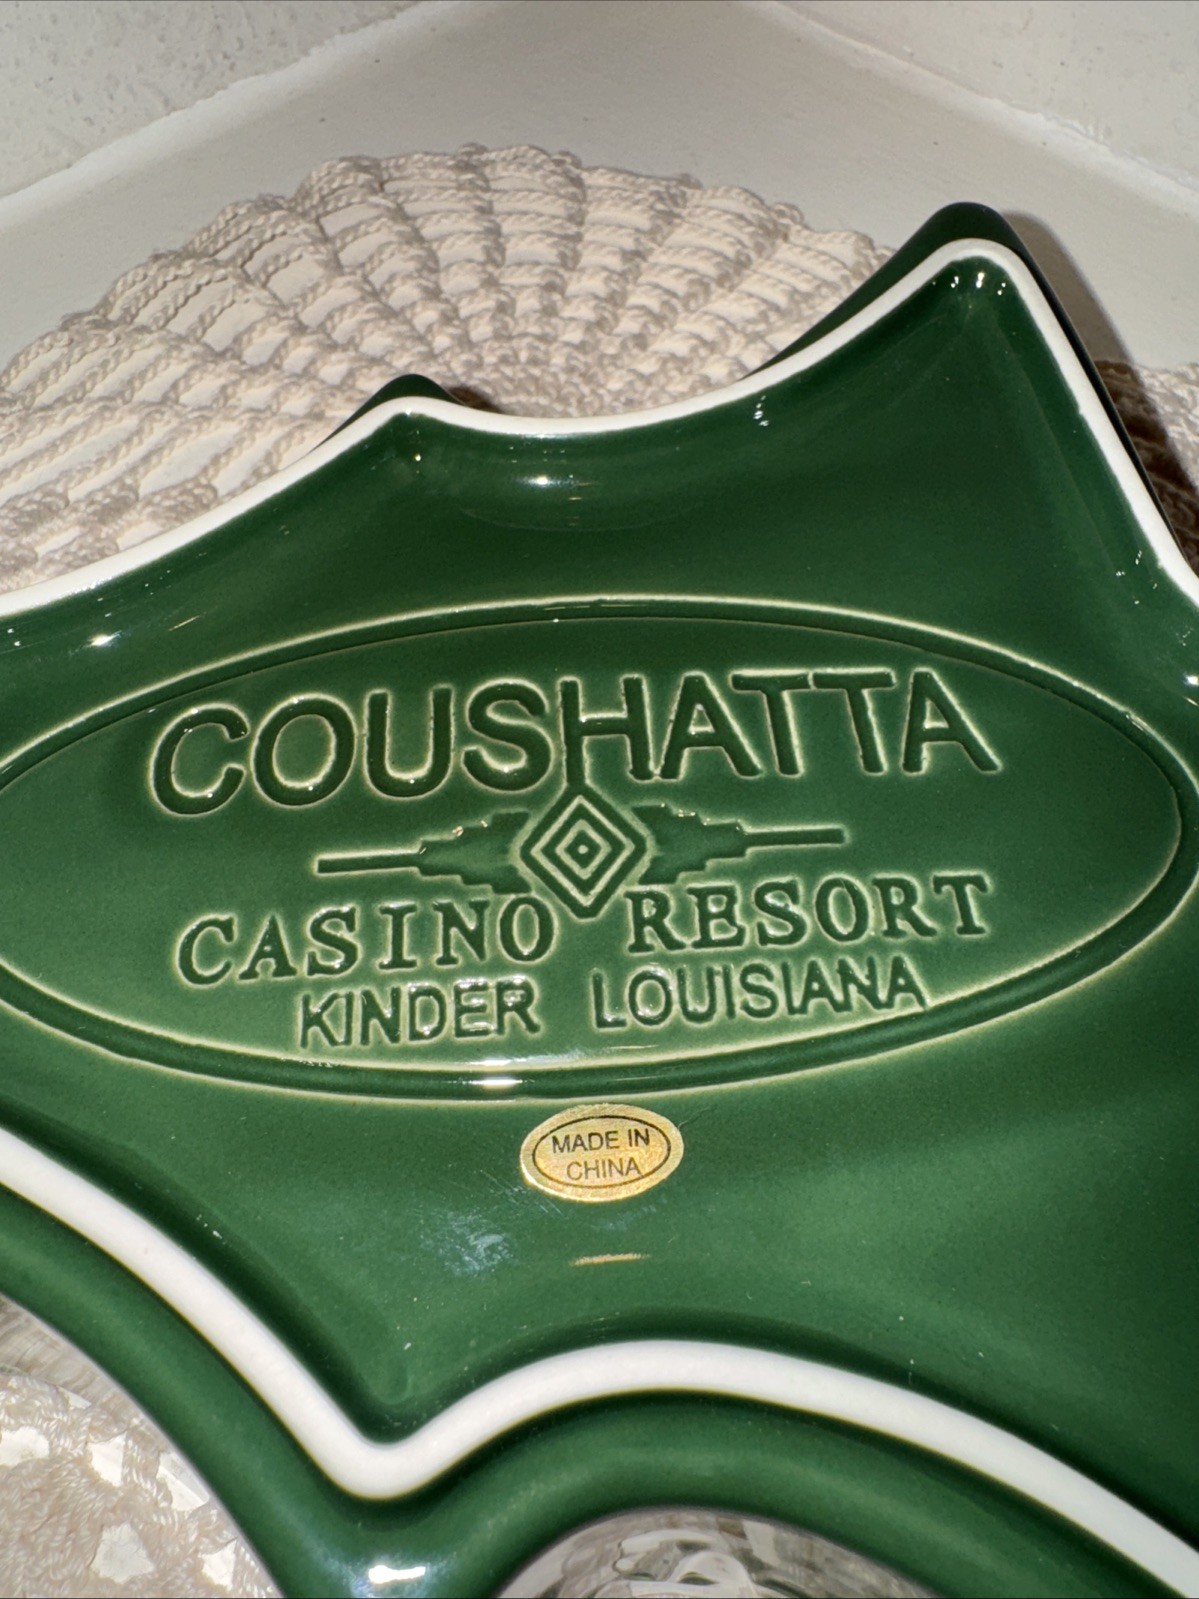 COUSHATTA
CASINO RESORT
KINDER LOUISIANA
MADE IN
CHINA